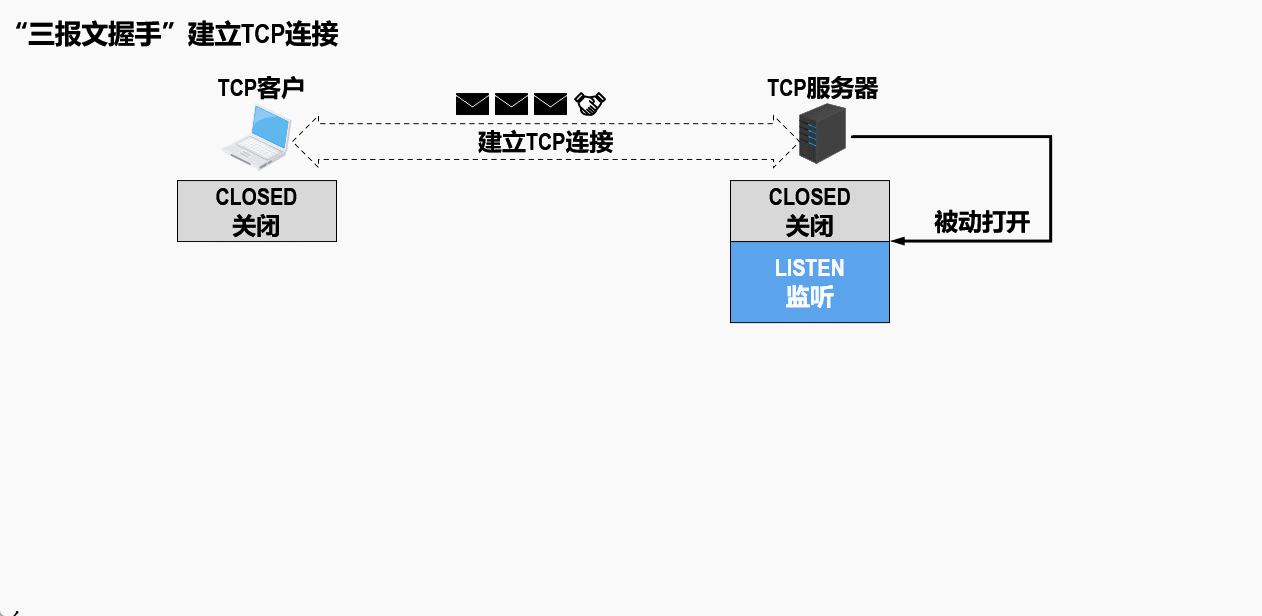 “三报文握手”建立TCP连接
TCP客户
TCP服务器
建立TCP连接
CLOSED
关闭
CLOSED
关闭
被动打开
LISTEN
监听